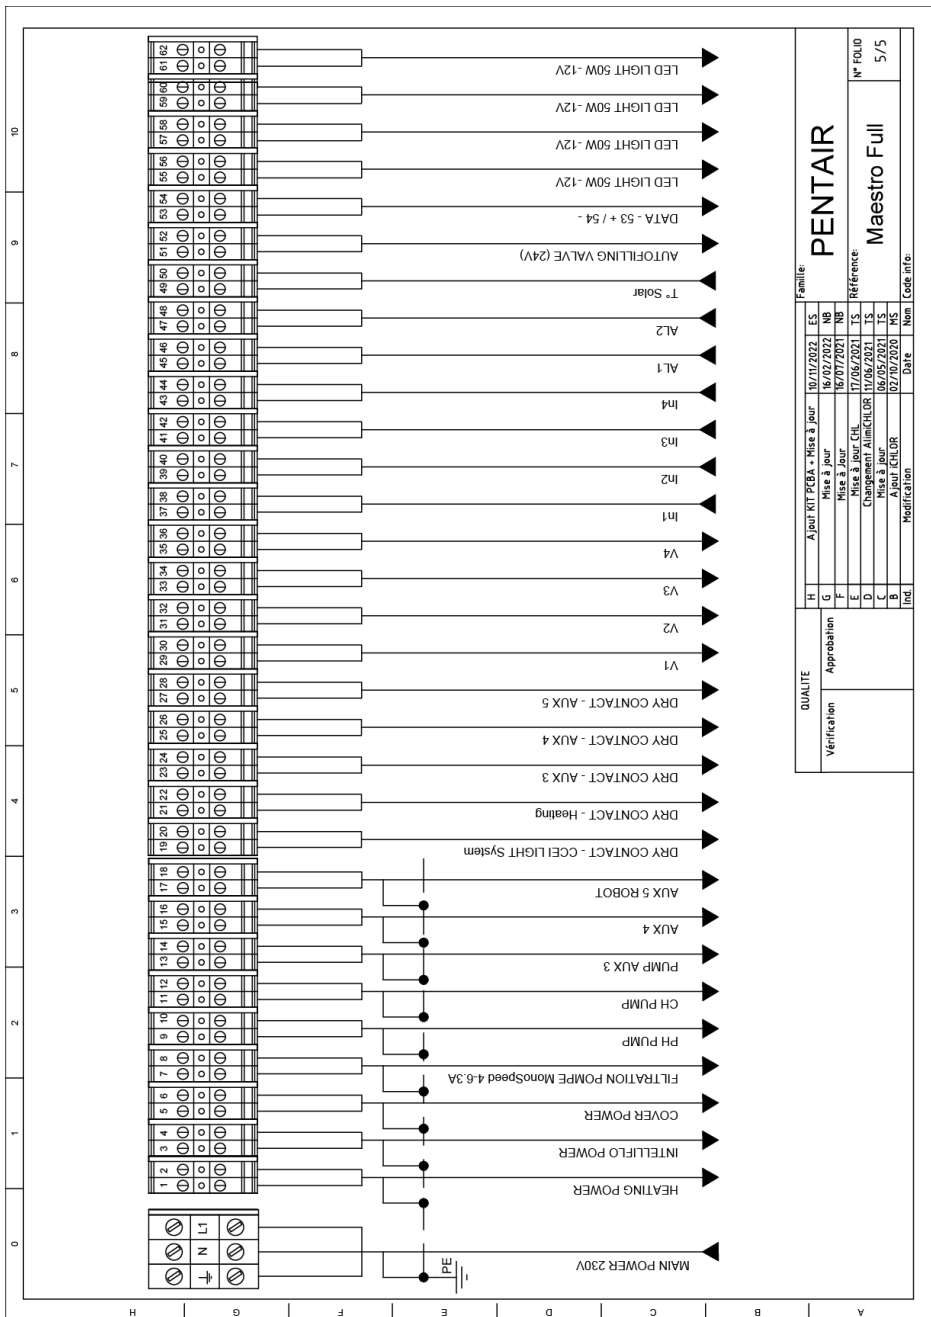 62 61 LED LIGHT 50W -12V
60 59 LED LIGHT 50W -12V
58 57 LED LIGHT 50W -12V
56 55 LED LIGHT 50W -12V
54 53 DATA - 53 + / 54 -
52 51 AUTOFILLING VALVE (24V)
50 49 T° Solar
48 47 AL2
46 45 AL1
44 43 In4
42 41 In3
40 39 In2
38 37 In1
36 35 V4
34 33 V3
32 31 V2
30 29 V1
28 27 DRY CONTACT - AUX 5
26 25 DRY CONTACT - AUX 4
24 23 DRY CONTACT - AUX 3
22 21 DRY CONTACT - Heating
20 19 DRY CONTACT - CCEI LIGHT System
18 17 AUX 5 ROBOT
16 15 AUX 4
14 13 PUMP AUX 3
12 11 CH PUMP
10 9 PH PUMP
8 7 FILTRATION POMPE MonoSpeed 4-6.3A
6 5 COVER POWER
4 3 INTELLIFLO POWER
2 1 HEATING POWER
L1
N
MAIN POWER 230V
PE
0 1 2 3 4 5 6 7 8 9 10
H G F E D C B A
QUALITE
Vérification
Approbation
H Ajout KIT PCBA + Mise à jour 10/11/2022 ES
G Mise à jour 16/02/2022 NB
F Mise à Jour 16/07/2021 NB
E Mise à jour CHL 17/06/2021 TS
D Changement AlimiCHLOR 11/06/2021 TS
C Mise à jour 06/05/2021 TS
B Ajout iCHLOR 02/10/2020 MS
Ind. Modification Date Nom
Famille:
PENTAIR
Référence:
Maestro Full
N° FOLIO
5/5
Code info: